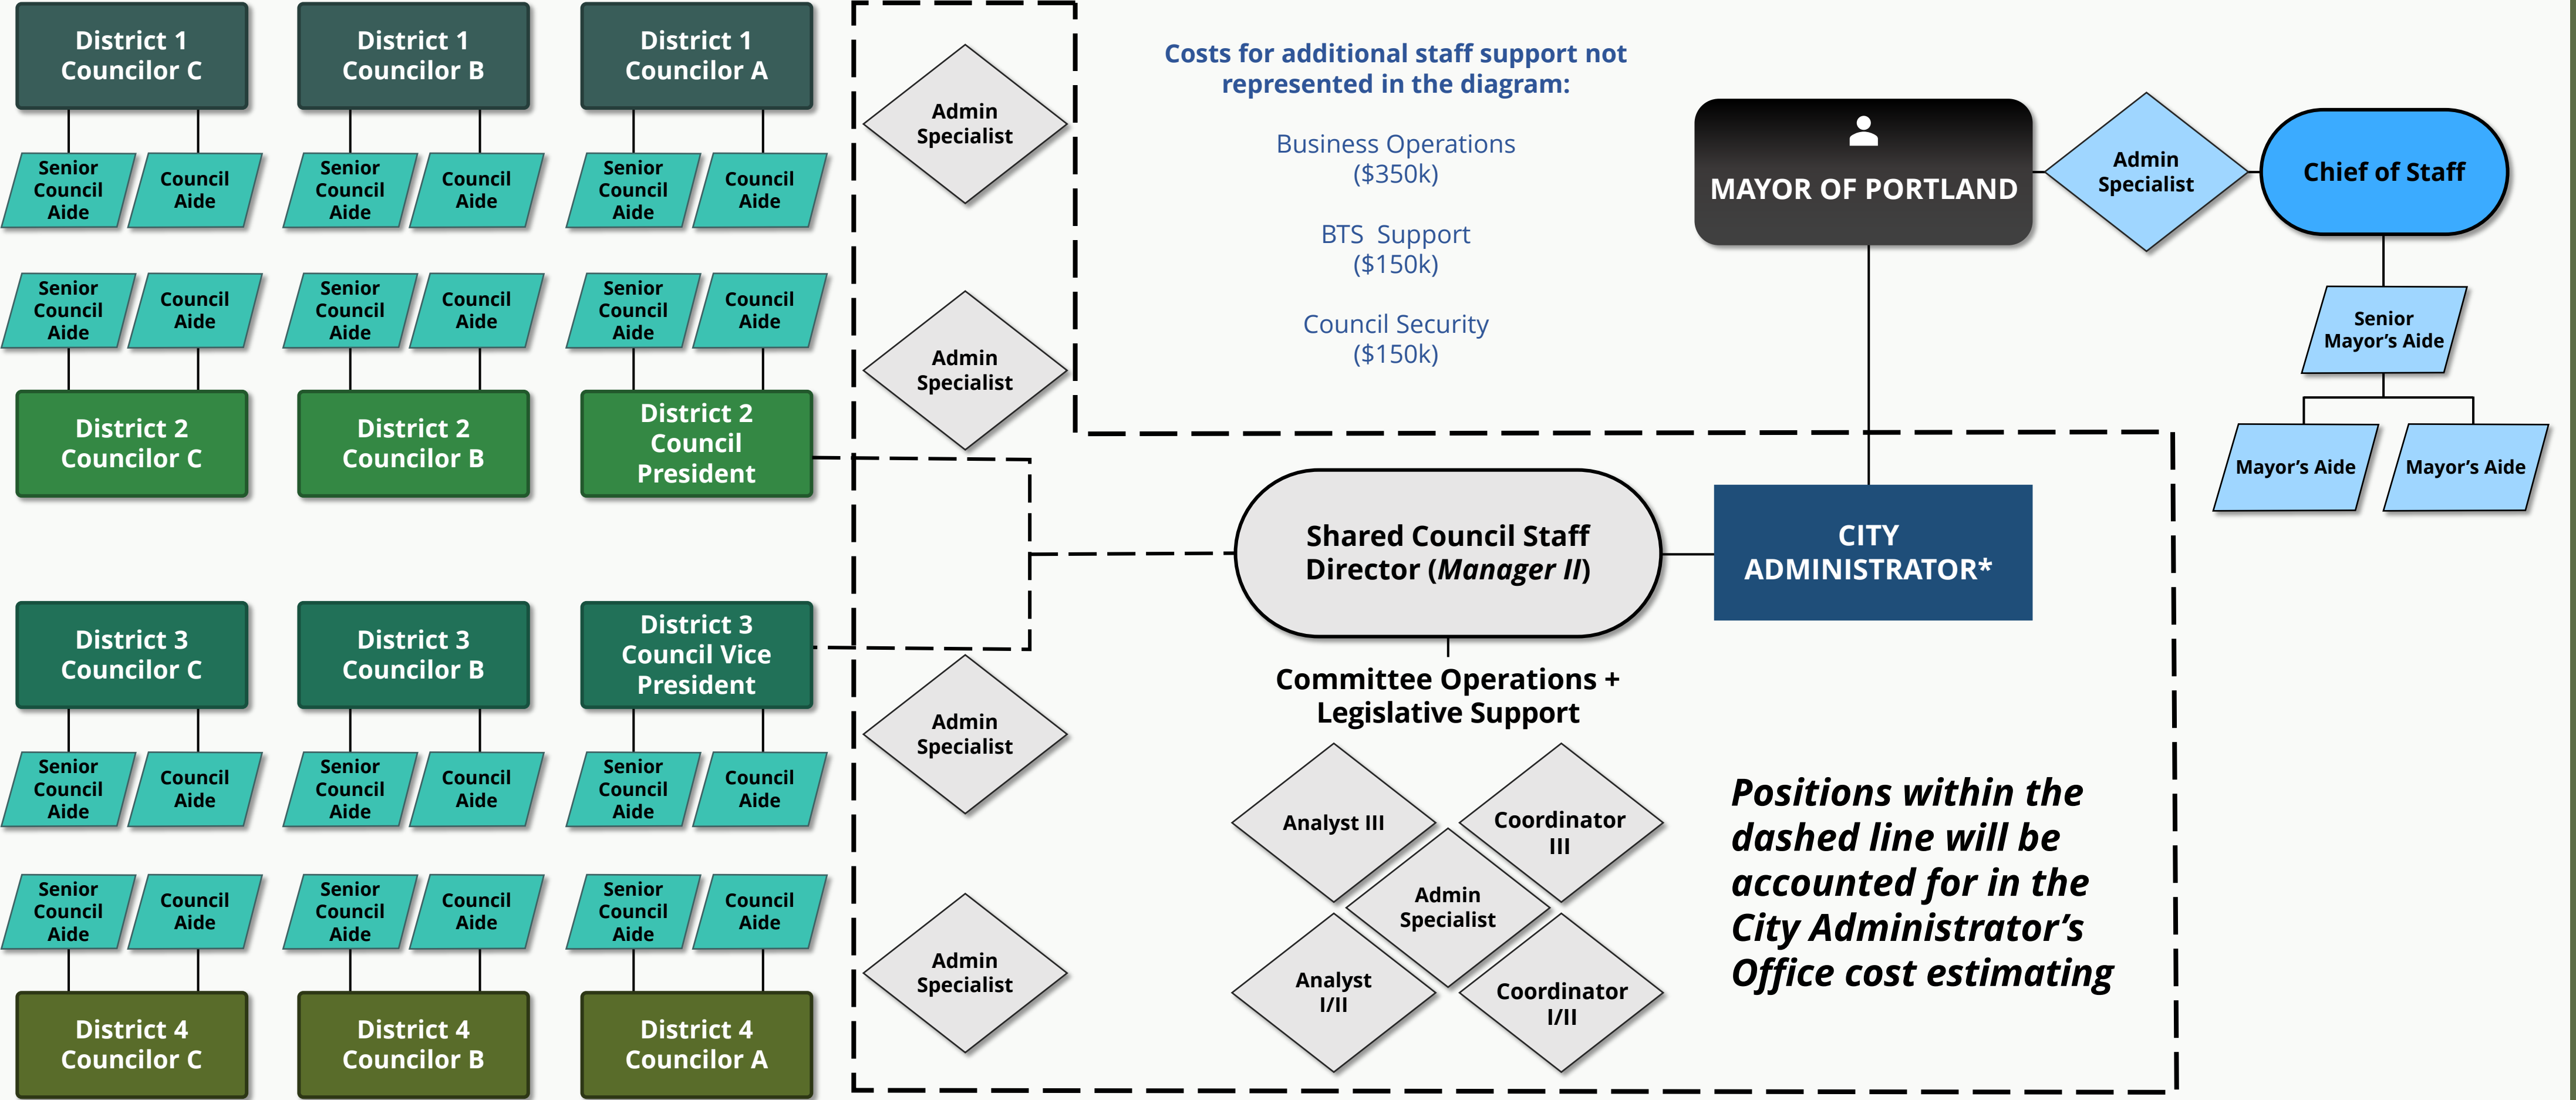 District 1
Councilor C
District 1
Councilor B
District 1
Councilor A
Senior
Council
Aide
Council
Aide
Senior
Council
Aide
Council
Aide
Senior
Council
Aide
Council
Aide
Senior
Council
Aide
Council
Aide
Senior
Council
Aide
Council
Aide
Senior
Council
Aide
Council
Aide
District 2
Councilor C
District 2
Councilor B
District 2
Council
President
District 3
Councilor C
District 3
Councilor B
District 3
Council Vice
President
Senior
Council
Aide
Council
Aide
Senior
Council
Aide
Council
Aide
Senior
Council
Aide
Council
Aide
Senior
Council
Aide
Council
Aide
Senior
Council
Aide
Council
Aide
Senior
Council
Aide
Council
Aide
District 4
Councilor C
District 4
Councilor B
District 4
Councilor A
Admin
Specialist
Admin
Specialist
Admin
Specialist
Admin
Specialist
Costs for additional staff support not
represented in the diagram:
Business Operations
($350k)
BTS  Support
($150k)
Council Security
($150k)
MAYOR OF PORTLAND
Admin
Specialist
Chief of Staff
Senior
Mayor’s Aide
Mayor’s Aide
Mayor’s Aide
Shared Council Staff
Director (Manager II)
CITY
ADMINISTRATOR*
Committee Operations +
Legislative Support
Analyst III
Coordinator
III
Admin
Specialist
Analyst
I/II
Coordinator
I/II
Positions within the
dashed line will be
accounted for in the
City Administrator’s
Office cost estimating